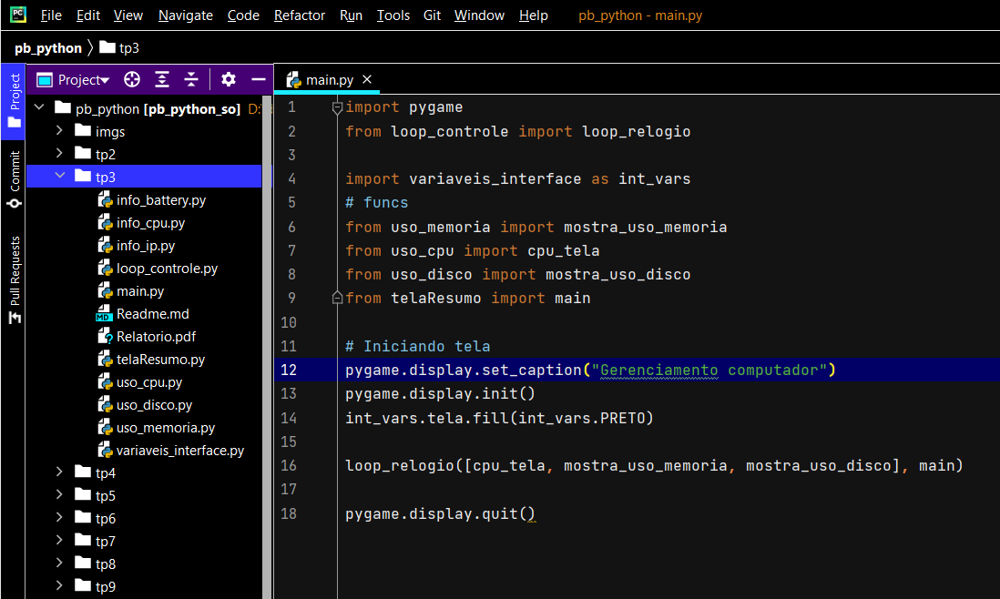 PC File Edit View Navigate Code Refactor Run Tools Git Window Help pb_python - main.py
pb_python tp3
Project
Commit
Pull Requests
Project
pb_python [pb_python_so] D:\
imgs
tp2
tp3
info_battery.py
info_cpu.py
info_ip.py
loop_controle.py
main.py
MD Readme.md
? Relatorio.pdf
telaResumo.py
uso_cpu.py
uso_disco.py
uso_memoria.py
variaveis_interface.py
tp4
tp5
tp6
tp7
tp8
tp9
main.py
1 import pygame
2 from loop_controle import loop_relogio
3
4 import variaveis_interface as int_vars
5 # funcs
6 from uso_memoria import mostra_uso_memoria
7 from uso_cpu import cpu_tela
8 from uso_disco import mostra_uso_disco
9 from telaResumo import main
10
11 # Iniciando tela
12 pygame.display.set_caption("Gerenciamento computador")
13 pygame.display.init()
14 int_vars.tela.fill(int_vars.PRETO)
15
16 loop_relogio([cpu_tela, mostra_uso_memoria, mostra_uso_disco], main)
17
18 pygame.display.quit()